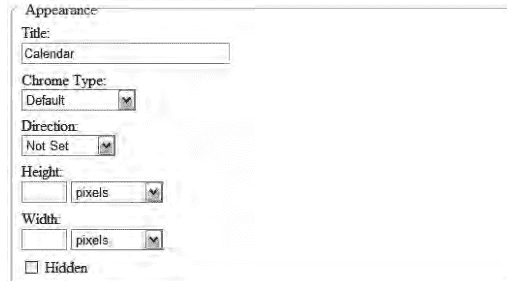 Appearance
Title:
Calendar
Chrome Type:
Default
Direction:
Not Set
Height:
pixels
Width:
pixels
Hidden